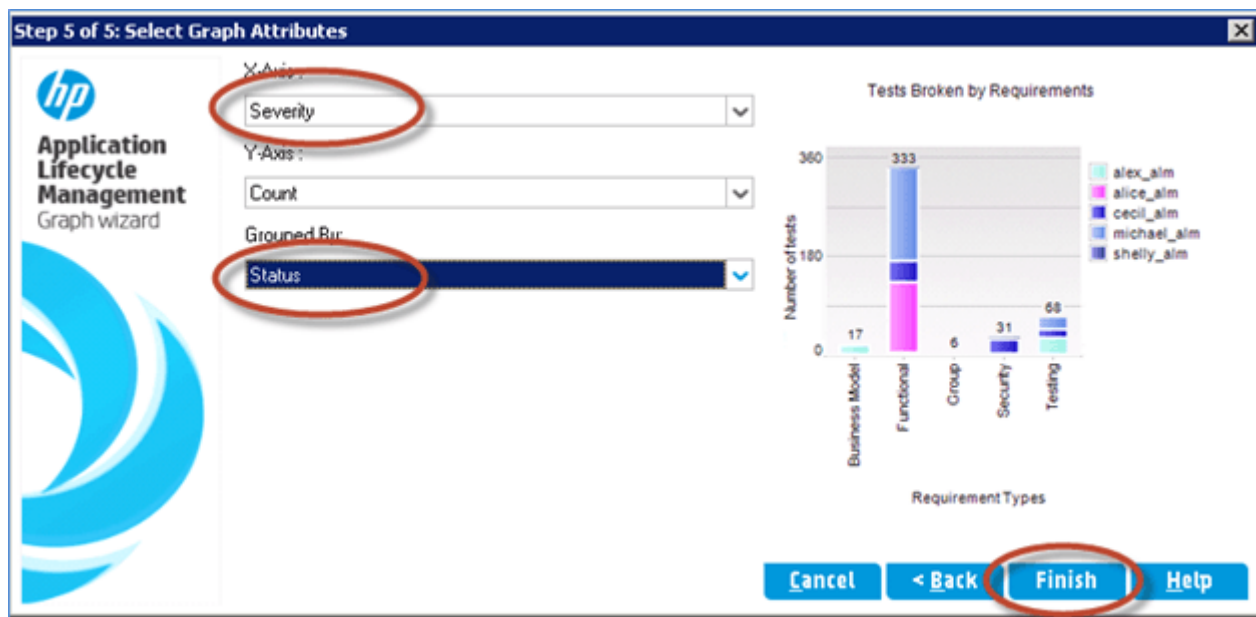 Step 5 of 5: Select Graph Attributes
hp
Application
Lifecycle
Management
Graph wizard
X-Axis :
Severity
Y-Axis :
Count
Grouped By:
Status
Tests Broken by Requirements
360
180
0
Number of tests
333
17
6
31
68
Business Model
Functional
Group
Security
Testing
Requirement Types
alex_alm
alice_alm
cecil_alm
michael_alm
shelly_alm
Cancel
< Back
Finish
Help